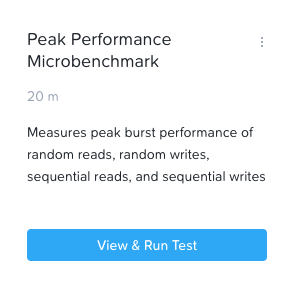 Peak Performance
Microbenchmark
20 m
Measures peak burst performance of
random reads, random writes,
sequential reads, and sequential writes
View & Run Test